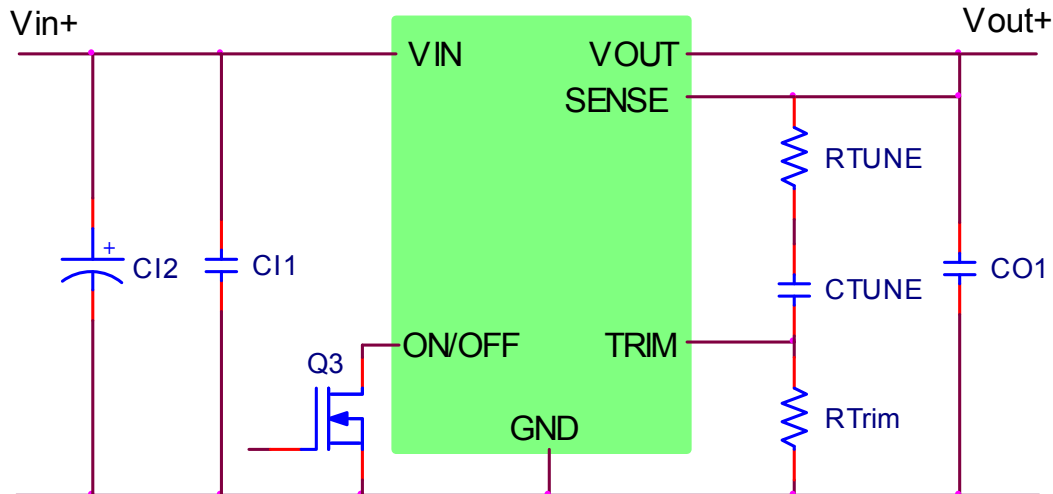 Vin+
Vout+
VIN
VOUT
SENSE
RTUNE
+
CI2
CI1
CTUNE
CO1
ON/OFF
TRIM
Q3
RTrim
GND